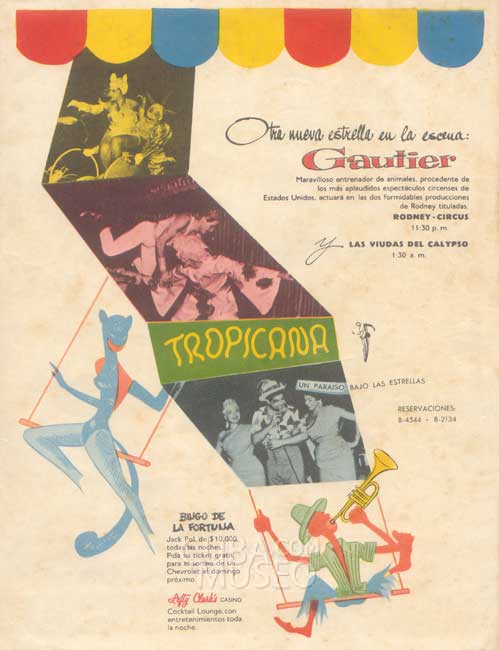 Otra nueva estrella en la escena:
Gautier
Maravilloso entrenador de animales, procedente de
los más aplaudidos espectáculos circenses de
Estados Unidos, actuará en las dos formidables producciones
de Rodney tituladas:
RODNEY-CIRCUS
11:30 p. m.
y LAS VIUDAS DEL CALYPSO
1:30 a. m.
TROPICANA
UN PARAISO BAJO LAS ESTRELLAS
RESERVACIONES:
B-4544 • B-2134
BINGO DE
LA FORTUNA
Jack Pot de $10,000
todas las noches.
Pida su ticket gratis
para el sorteo de un
Chevrolet el domingo
próximo.
Lefty Clark's CASINO
Cocktail Lounge con
entretenimientos toda
la noche.
MUSEO